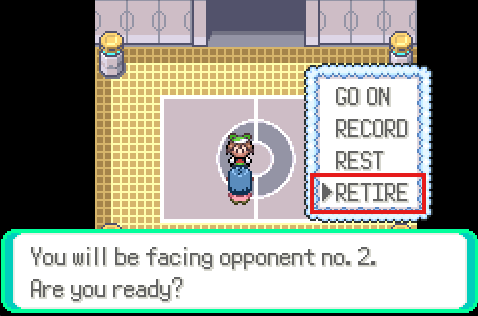 GO ON
RECORD
REST
RETIRE
You will be facing opponent no. 2.
Are you ready?